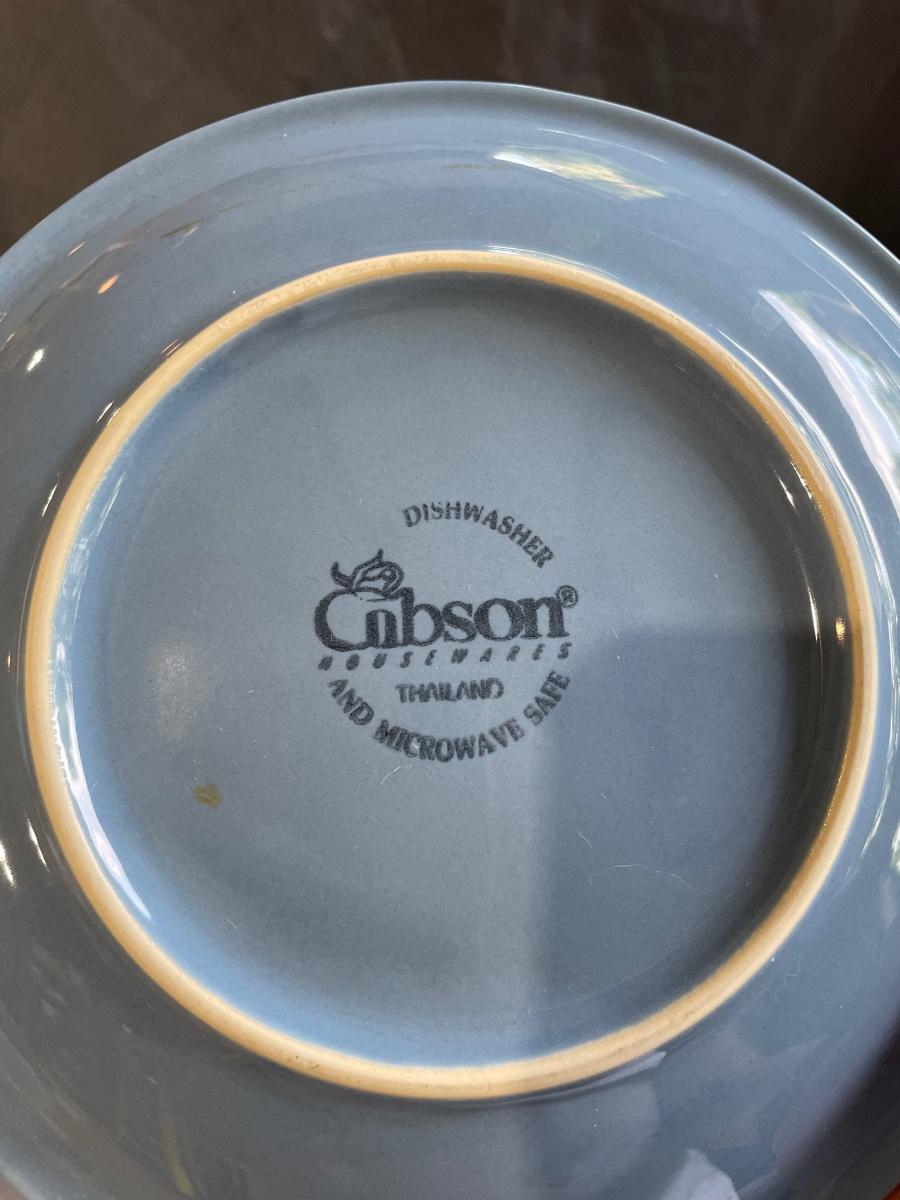 DISHWASHER
Gibson®
HOUSEWARES
THAILAND
AND MICROWAVE SAFE